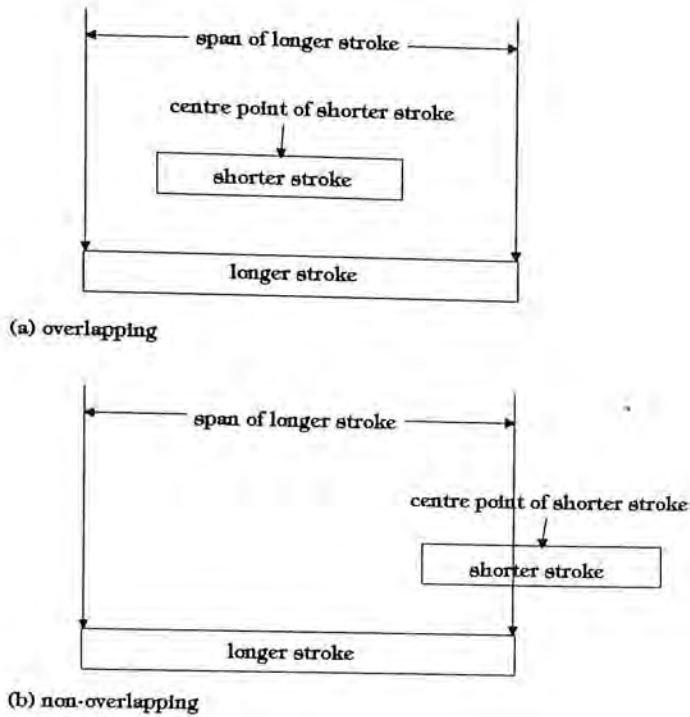 span of longer stroke
centre point of shorter stroke
shorter stroke
longer stroke
(a) overlapping
span of longer stroke
centre point of shorter stroke
shorter stroke
longer stroke
(b) non-overlapping